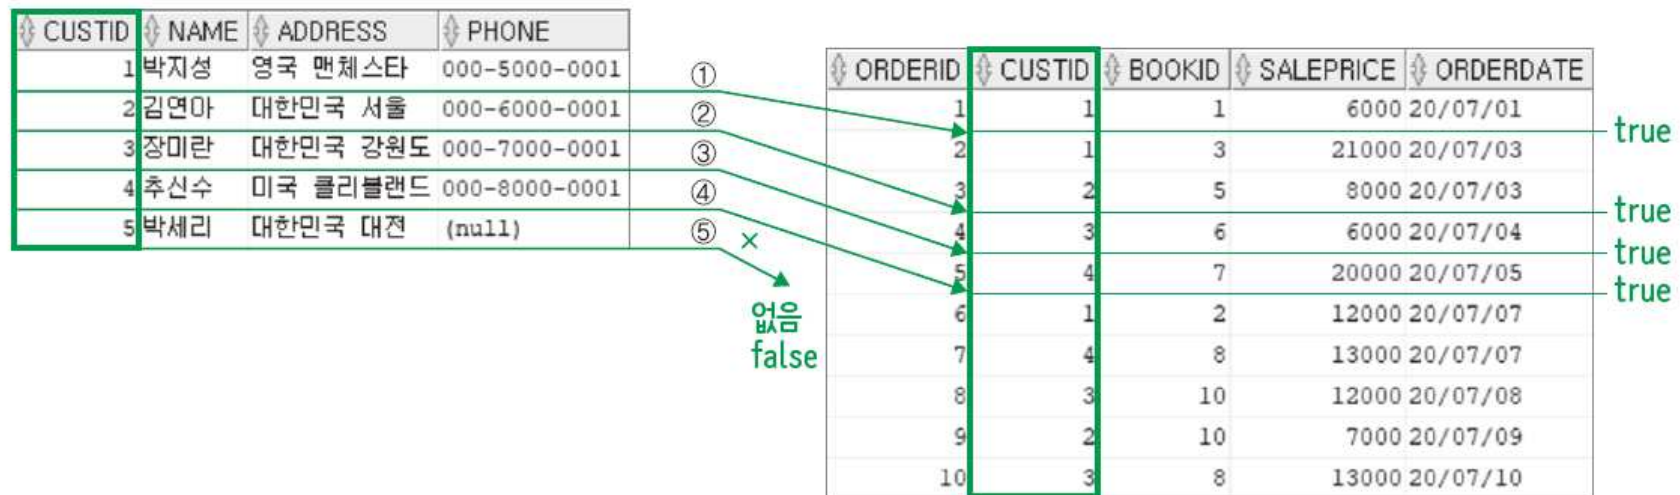 CUSTID NAME ADDRESS PHONE
1 박지성 영국 맨체스타 000-5000-0001
2 김연아 대한민국 서울 000-6000-0001
3 장미란 대한민국 강원도 000-7000-0001
4 추신수 미국 클리블랜드 000-8000-0001
5 박세리 대한민국 대전 (null)
①
②
③
④
⑤ ×
없음
false
ORDERID CUSTID BOOKID SALEPRICE ORDERDATE
1 1 1 6000 20/07/01
2 1 3 21000 20/07/03
3 2 5 8000 20/07/03
4 3 6 6000 20/07/04
5 4 7 20000 20/07/05
6 1 2 12000 20/07/07
7 4 8 13000 20/07/07
8 3 10 12000 20/07/08
9 2 10 7000 20/07/09
10 3 8 13000 20/07/10
true
true
true
true